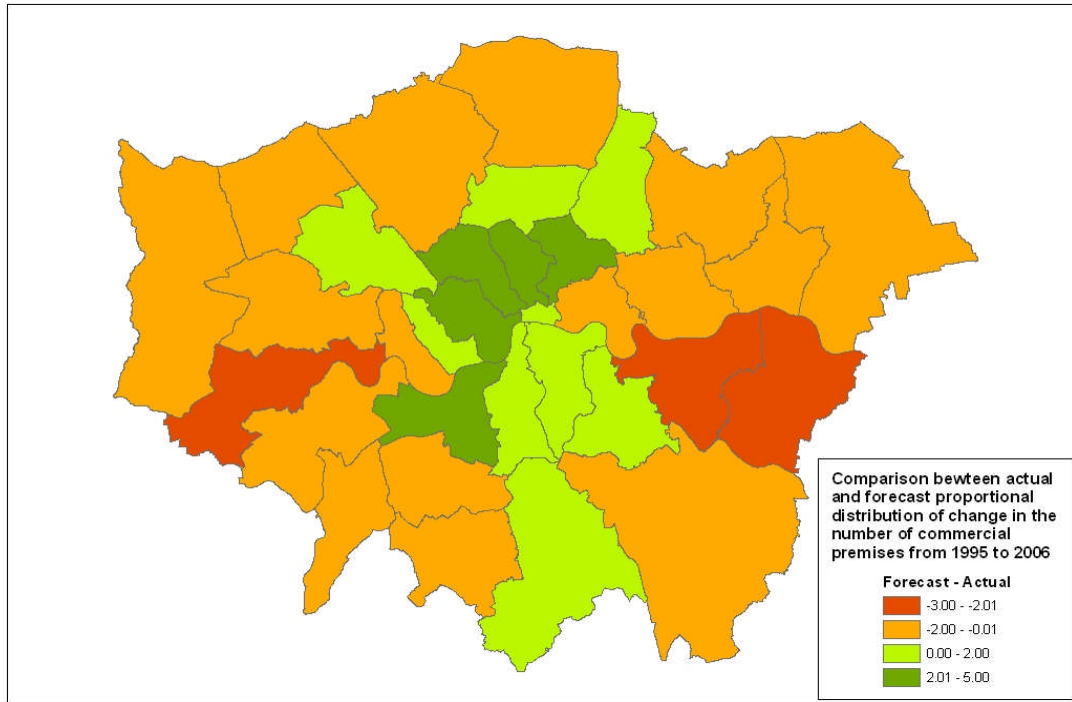 Comparison bewteen actual
and forecast proportional
distribution of change in the
number of commercial
premises from 1995 to 2006
Forecast - Actual
-3.00 - -2.01
-2.00 - -0.01
0.00 - 2.00
2.01 - 5.00